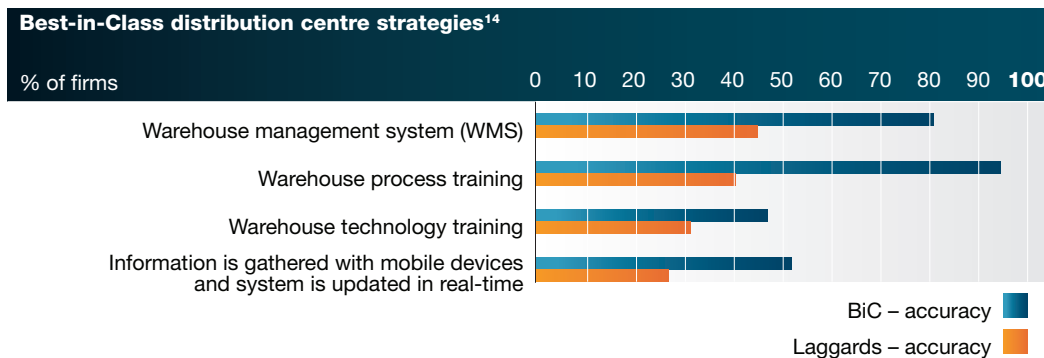 Best-in-Class distribution centre strategies¹⁴
% of firms
0 10 20 30 40 50 60 70 80 90 100
Warehouse management system (WMS)
Warehouse process training
Warehouse technology training
Information is gathered with mobile devices
and system is updated in real-time
BiC – accuracy
Laggards – accuracy